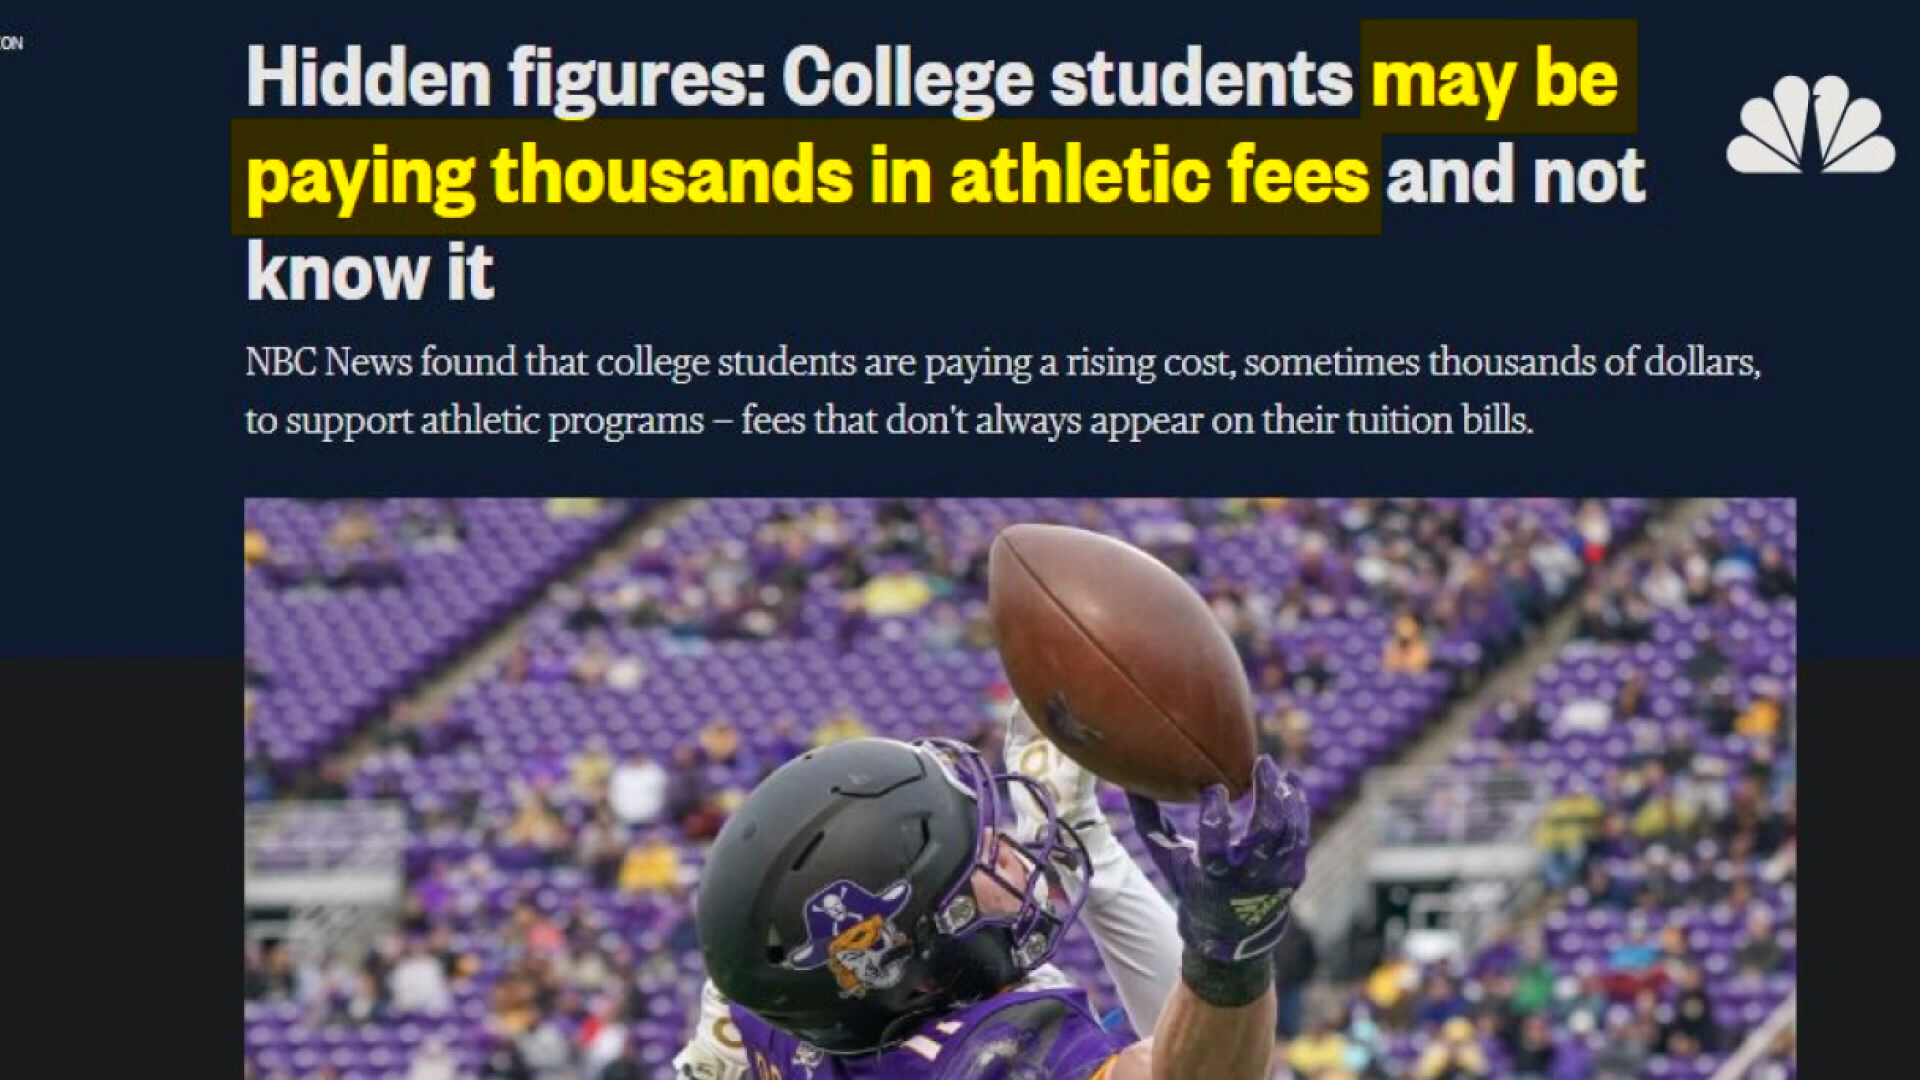 Hidden figures: College students may be
paying thousands in athletic fees and not
know it
NBC News found that college students are paying a rising cost, sometimes thousands of dollars,
to support athletic programs – fees that don't always appear on their tuition bills.